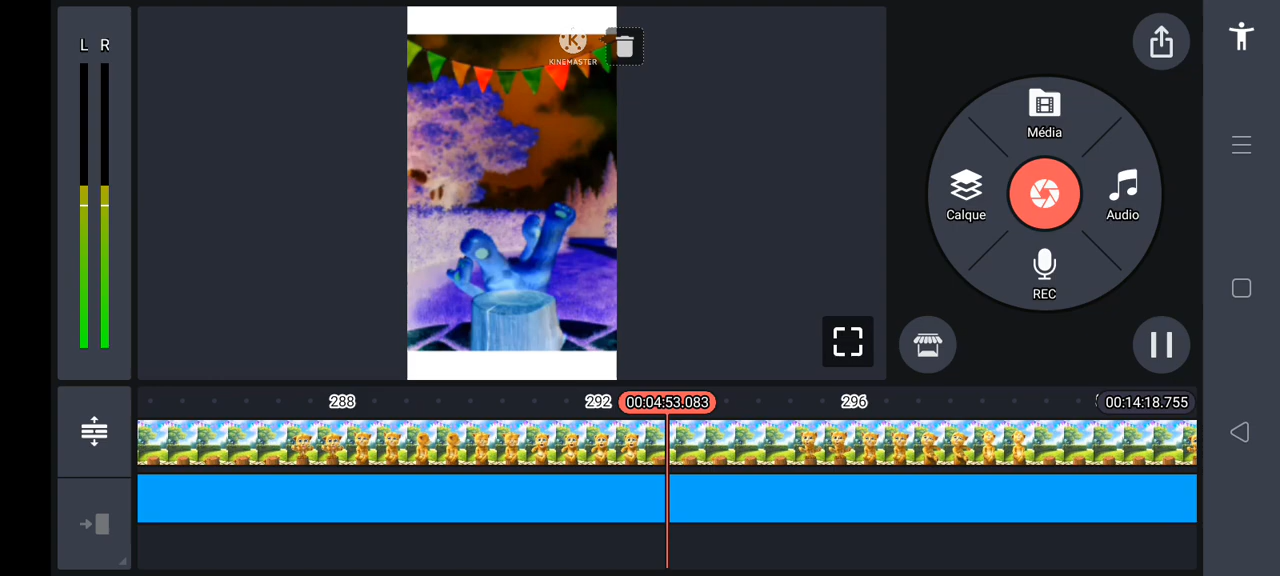 L R
K
KINEMASTER
Média
Calque
Audio
REC
288
292
00:04:53.083
296
00:14:18.755